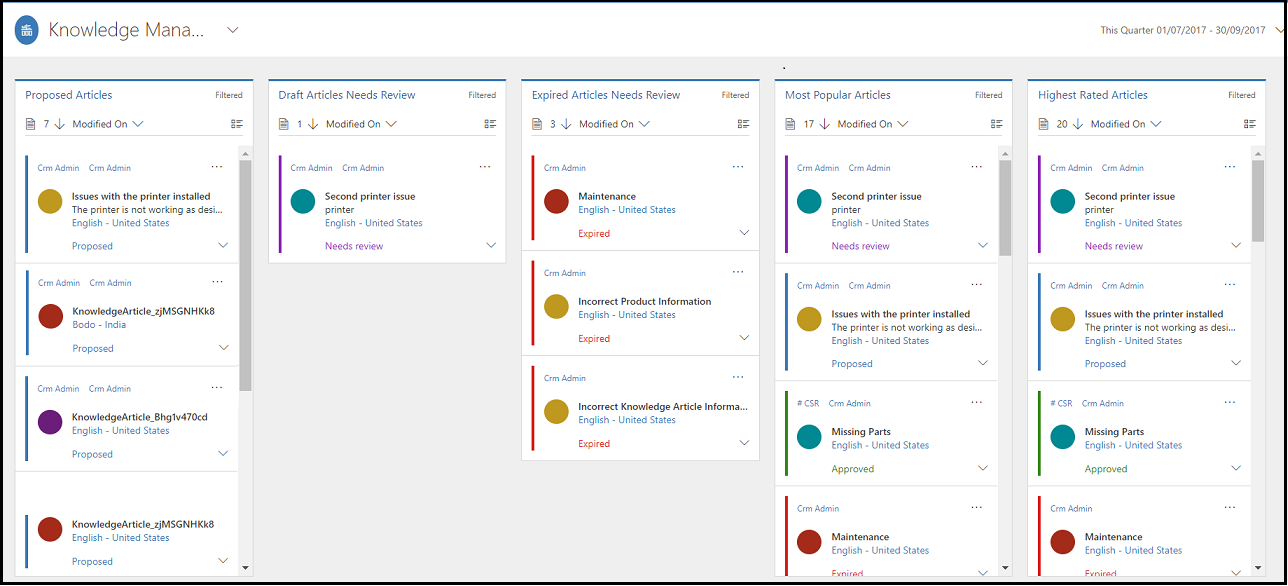 Knowledge Mana...
This Quarter 01/07/2017 - 30/09/2017
Proposed Articles Filtered
7 Modified On
Crm Admin Crm Admin ...
Issues with the printer installed
The printer is not working as desi...
English - United States
Proposed
Crm Admin Crm Admin ...
KnowledgeArticle_zjMSGNHKk8
Bodo - India
Proposed
Crm Admin Crm Admin ...
KnowledgeArticle_Bhg1v470cd
English - United States
Proposed
KnowledgeArticle_zjMSGNHKk8
English - United States
Proposed
Draft Articles Needs Review Filtered
1 Modified On
Crm Admin Crm Admin ...
Second printer issue
printer
English - United States
Needs review
Expired Articles Needs Review Filtered
3 Modified On
Crm Admin ...
Maintenance
English - United States
Expired
Crm Admin ...
Incorrect Product Information
English - United States
Expired
Crm Admin ...
Incorrect Knowledge Article Informa...
English - United States
Expired
Most Popular Articles Filtered
17 Modified On
Crm Admin Crm Admin ...
Second printer issue
printer
English - United States
Needs review
Crm Admin Crm Admin ...
Issues with the printer installed
The printer is not working as desi...
English - United States
Proposed
# CSR Crm Admin ...
Missing Parts
English - United States
Approved
Crm Admin ...
Maintenance
English - United States
Expired
Highest Rated Articles Filtered
20 Modified On
Crm Admin Crm Admin ...
Second printer issue
printer
English - United States
Needs review
Crm Admin Crm Admin ...
Issues with the printer installed
The printer is not working as desi...
English - United States
Proposed
# CSR Crm Admin ...
Missing Parts
English - United States
Approved
Crm Admin ...
Maintenance
English - United States
Expired